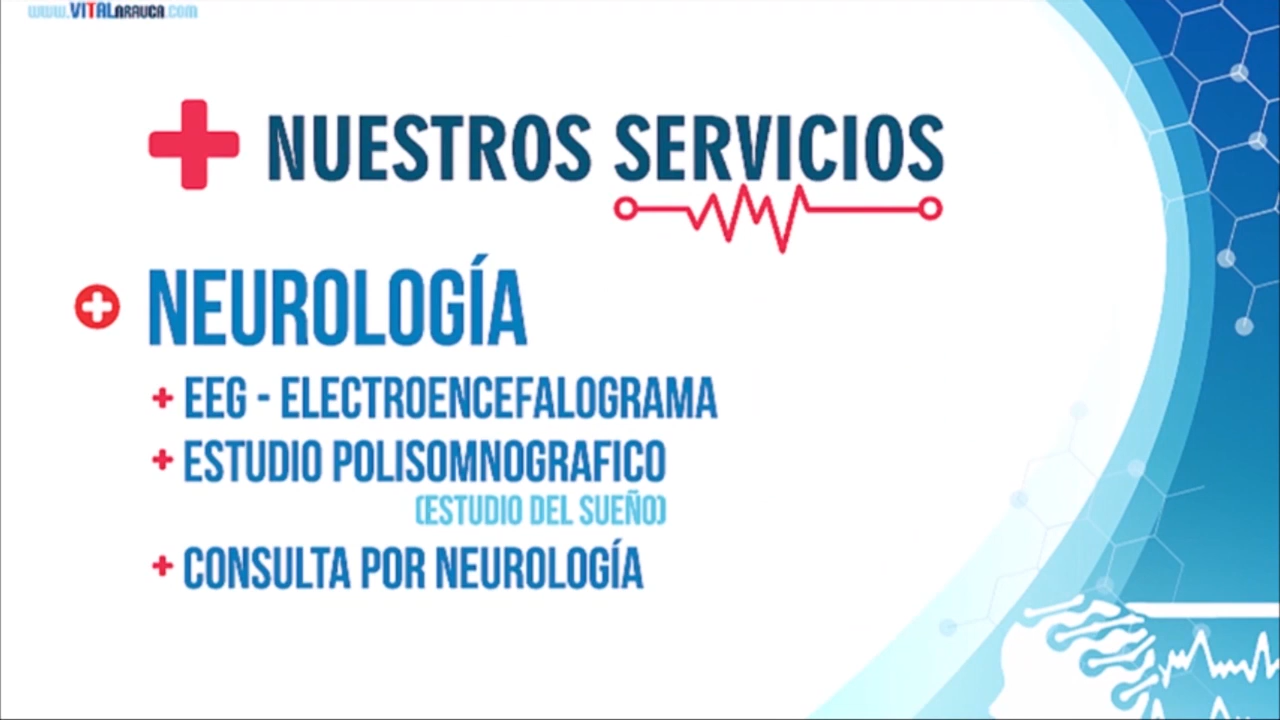 www.VITALARAUCA.com
NUESTROS SERVICIOS
NEUROLOGÍA
EEG - ELECTROENCEFALOGRAMA
ESTUDIO POLISOMNOGRAFICO
(ESTUDIO DEL SUEÑO)
CONSULTA POR NEUROLOGÍA